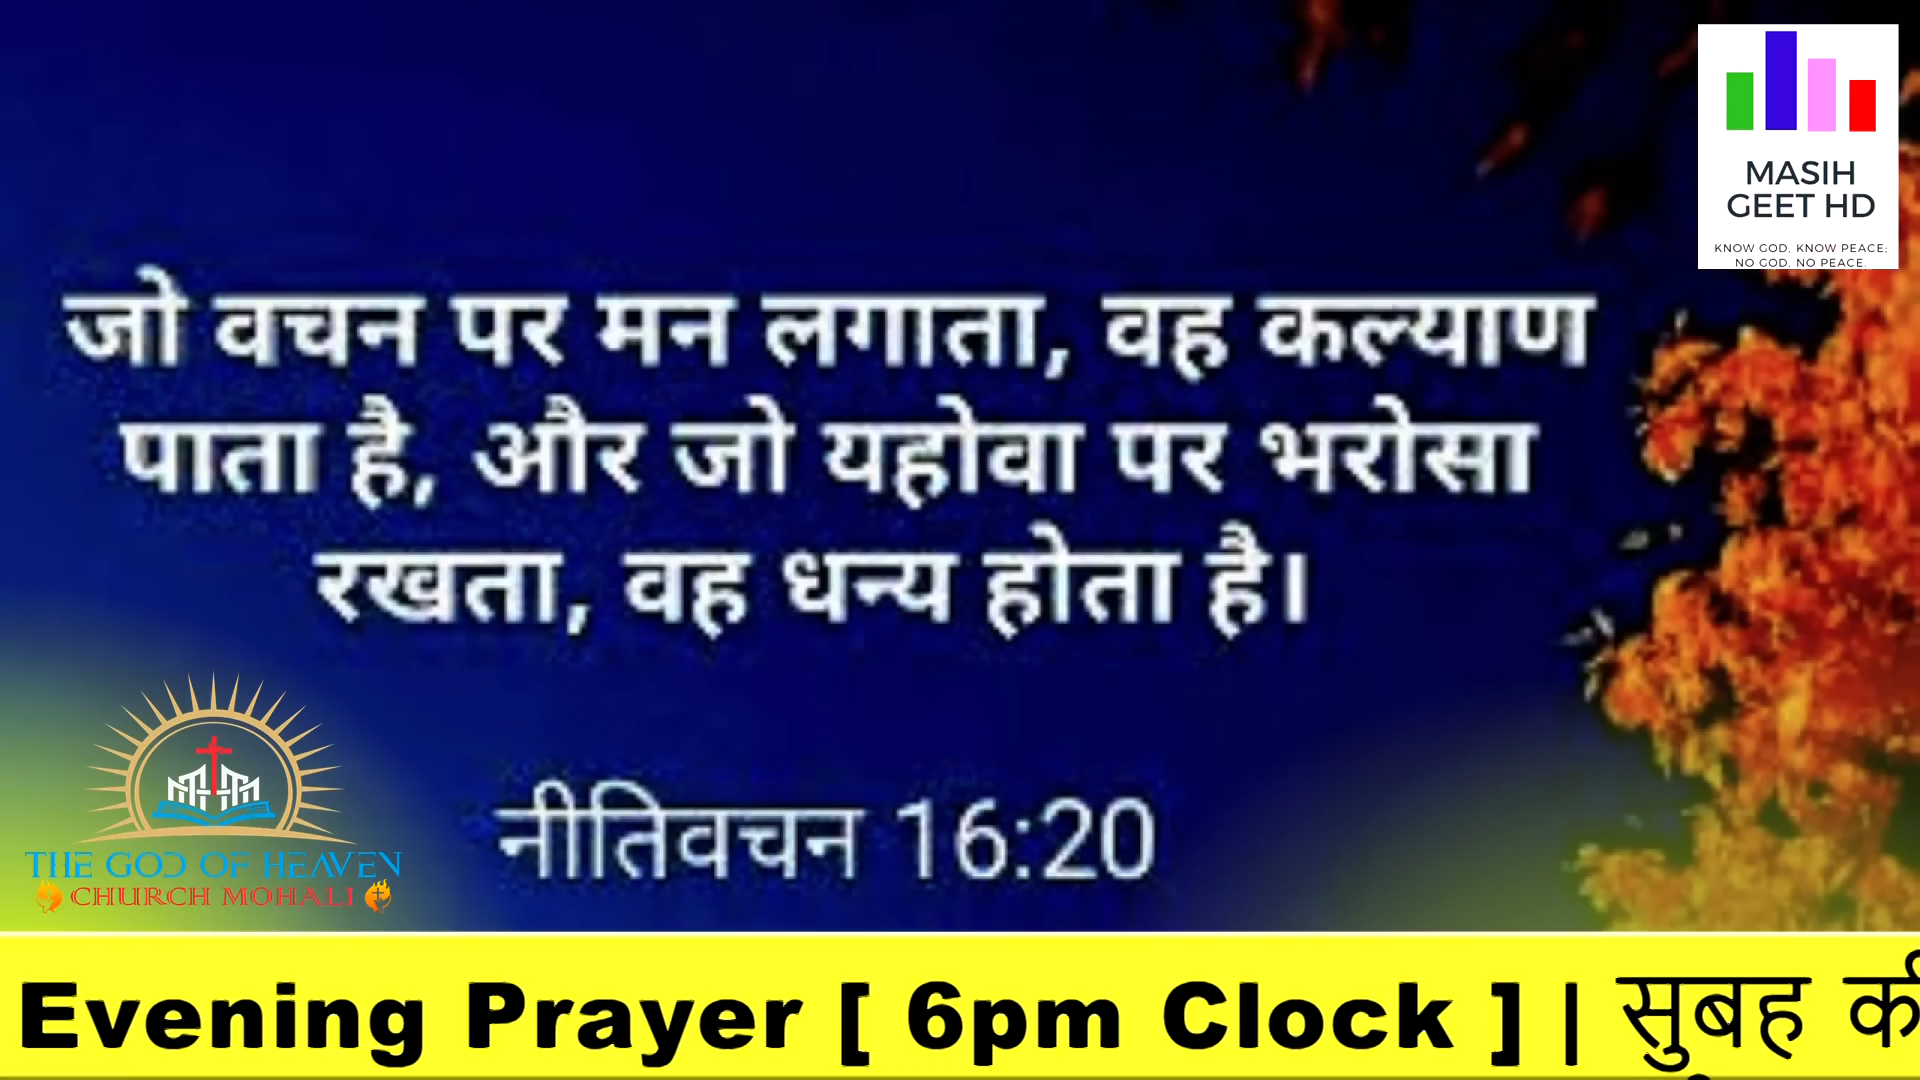 MASIH
GEET HD
KNOW GOD. KNOW PEACE;
NO GOD. NO PEACE.
जो वचन पर मन लगाता, वह कल्याण
पाता है, और जो यहोवा पर भरोसा
रखता, वह धन्य होता है।
नीतिवचन 16:20
THE GOD OF HEAVEN
CHURCH MOHALI
Evening Prayer [ 6pm Clock ] | सुबह की